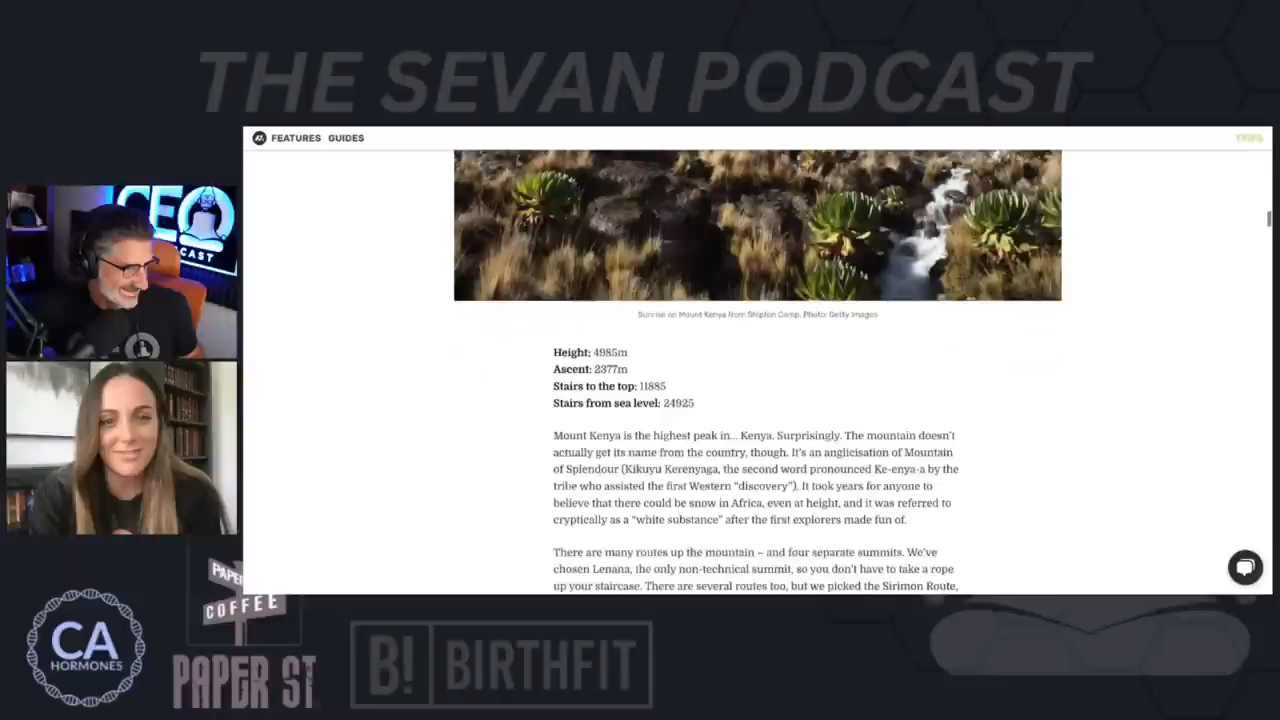 THE SEVAN PODCAST
FEATURES GUIDES
TRIPS
CEO
CAST
Sunrise on Mount Kenya from Shipton Camp. Photo: Getty Images
Height: 4985m
Ascent: 2377m
Stairs to the top: 11885
Stairs from sea level: 24925
Mount Kenya is the highest peak in... Kenya. Surprisingly. The mountain doesn't
actually get its name from the country, though. It's an anglicisation of Mountain
of Splendour (Kikuyu Kerenyaga, the second word pronounced Ke-enya-a by the
tribe who assisted the first Western “discovery”). It took years for anyone to
believe that there could be snow in Africa, even at height, and it was referred to
cryptically as a “white substance” after the first explorers made fun of.
There are many routes up the mountain – and four separate summits. We've
chosen Lenana, the only non-technical summit, so you don't have to take a rope
up your staircase. There are several routes too, but we picked the Sirimon Route,
CA
HORMONES
PAPER
COFFEE
PAPER ST
B! BIRTHFIT